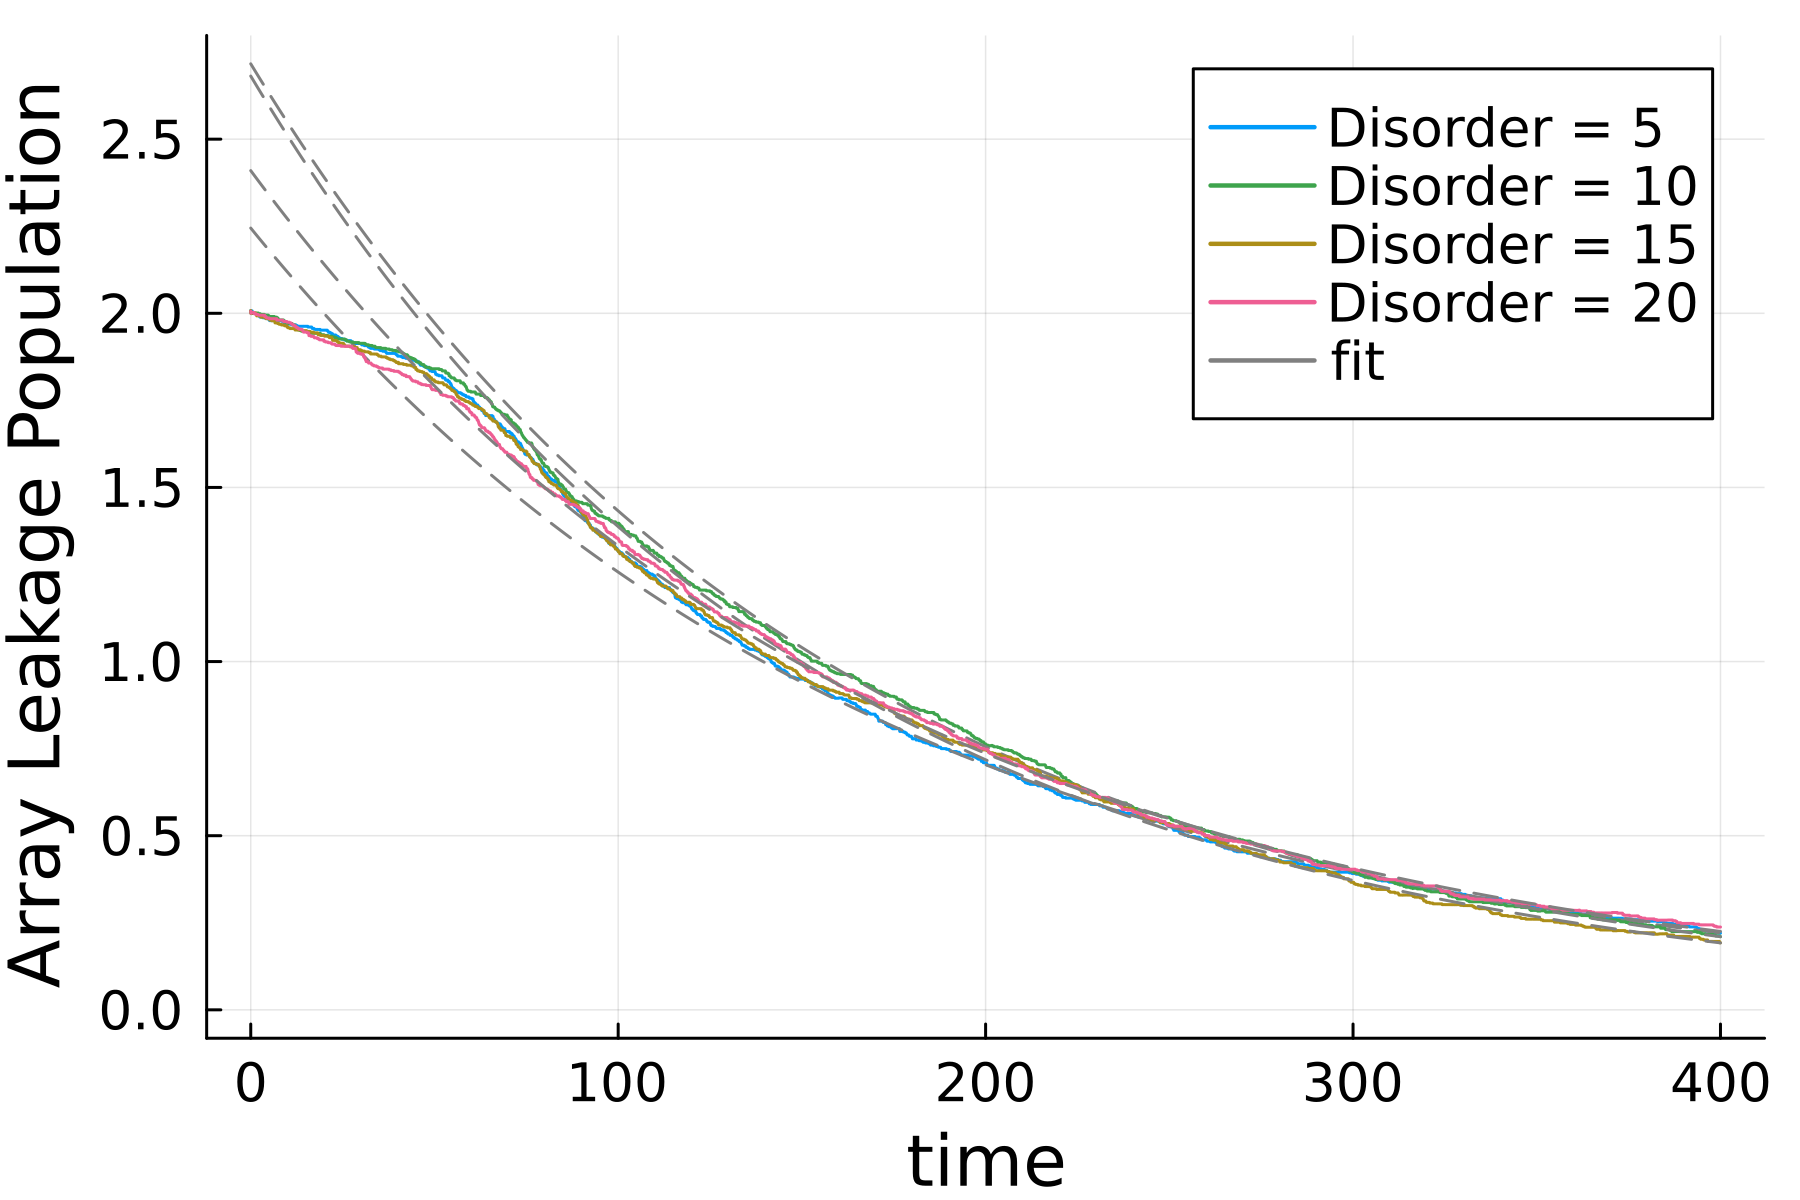 Array Leakage Population
2.5
2.0
1.5
1.0
0.5
0.0
0 100 200 300 400
time
Disorder = 5
Disorder = 10
Disorder = 15
Disorder = 20
fit